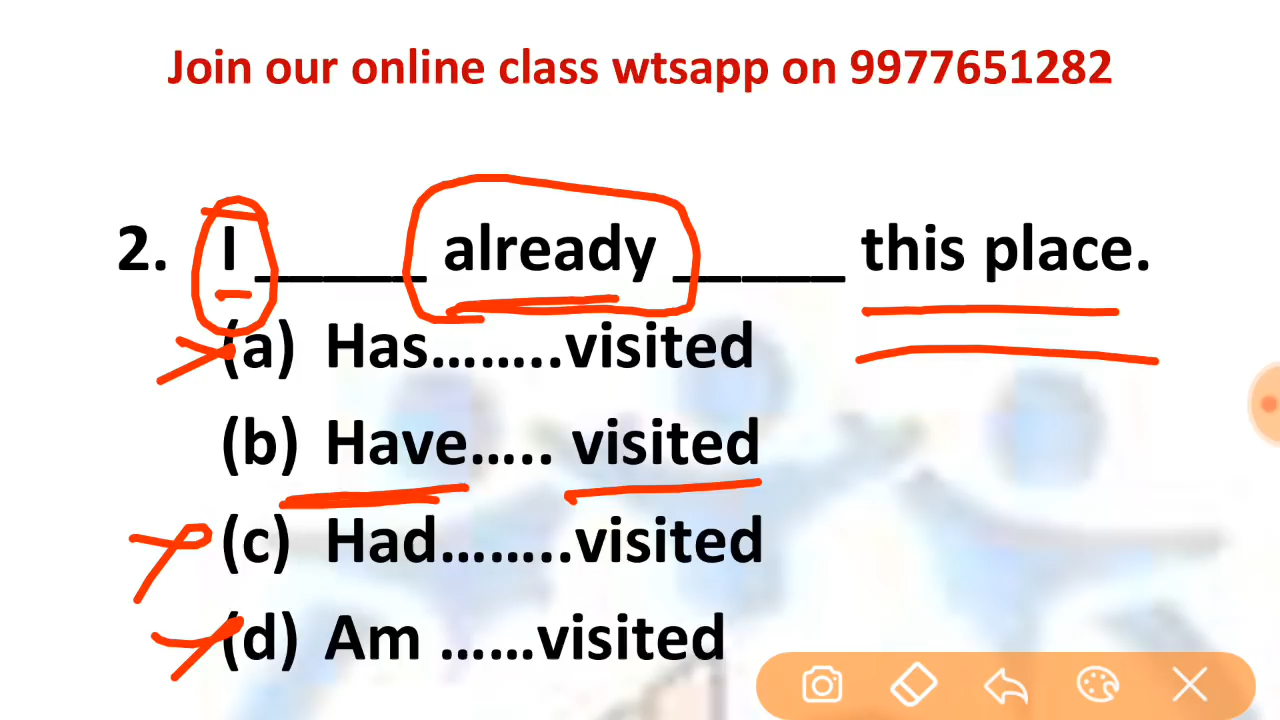 Join our online class wtsapp on 9977651282
2. I _____ already _____ this place.
(a) Has……..visited
(b) Have….. visited
(c) Had……..visited
(d) Am ……visited